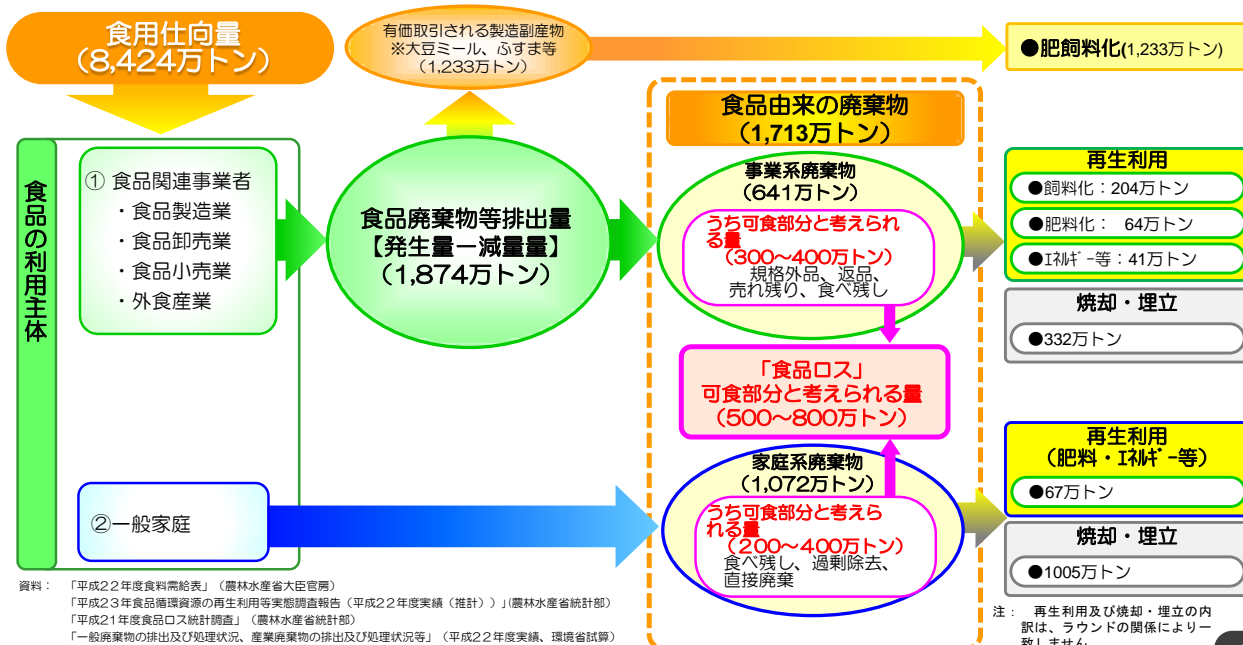 食用仕向量
(8,424万トン)
有価取引される製造副産物
※大豆ミール、ふすま等
(1,233万トン)
●肥飼料化(1,233万トン)
食品の利用主体
① 食品関連事業者
・食品製造業
・食品卸売業
・食品小売業
・外食産業
食品廃棄物等排出量
【発生量－減量量】
(1,874万トン)
食品由来の廃棄物
(1,713万トン)
事業系廃棄物
(641万トン)
うち可食部分と考えられ
る量
(300～400万トン)
規格外品、返品、
売れ残り、食べ残し
再生利用
●飼料化：204万トン
●肥料化： 64万トン
●ｴﾈﾙｷﾞｰ等：41万トン
焼却・埋立
●332万トン
「食品ロス」
可食部分と考えられる量
(500～800万トン)
②一般家庭
家庭系廃棄物
(1,072万トン)
うち可食部分と考えら
れる量
(200～400万トン)
食べ残し、過剰除去、
直接廃棄
再生利用
(肥料・ｴﾈﾙｷﾞｰ等)
●67万トン
焼却・埋立
●1005万トン
資料： 「平成２２年度食料需給表」（農林水産省大臣官房）
「平成２３年食品循環資源の再生利用等実態調査報告（平成２２年度実績（推計））」(農林水産省統計部）
「平成２１年度食品ロス統計調査」（農林水産省統計部）
「一般廃棄物の排出及び処理状況、産業廃棄物の排出及び処理状況等」（平成２２年度実績、環境省試算）
注： 再生利用及び焼却・埋立の内
訳は、ラウンドの関係により一
致しません